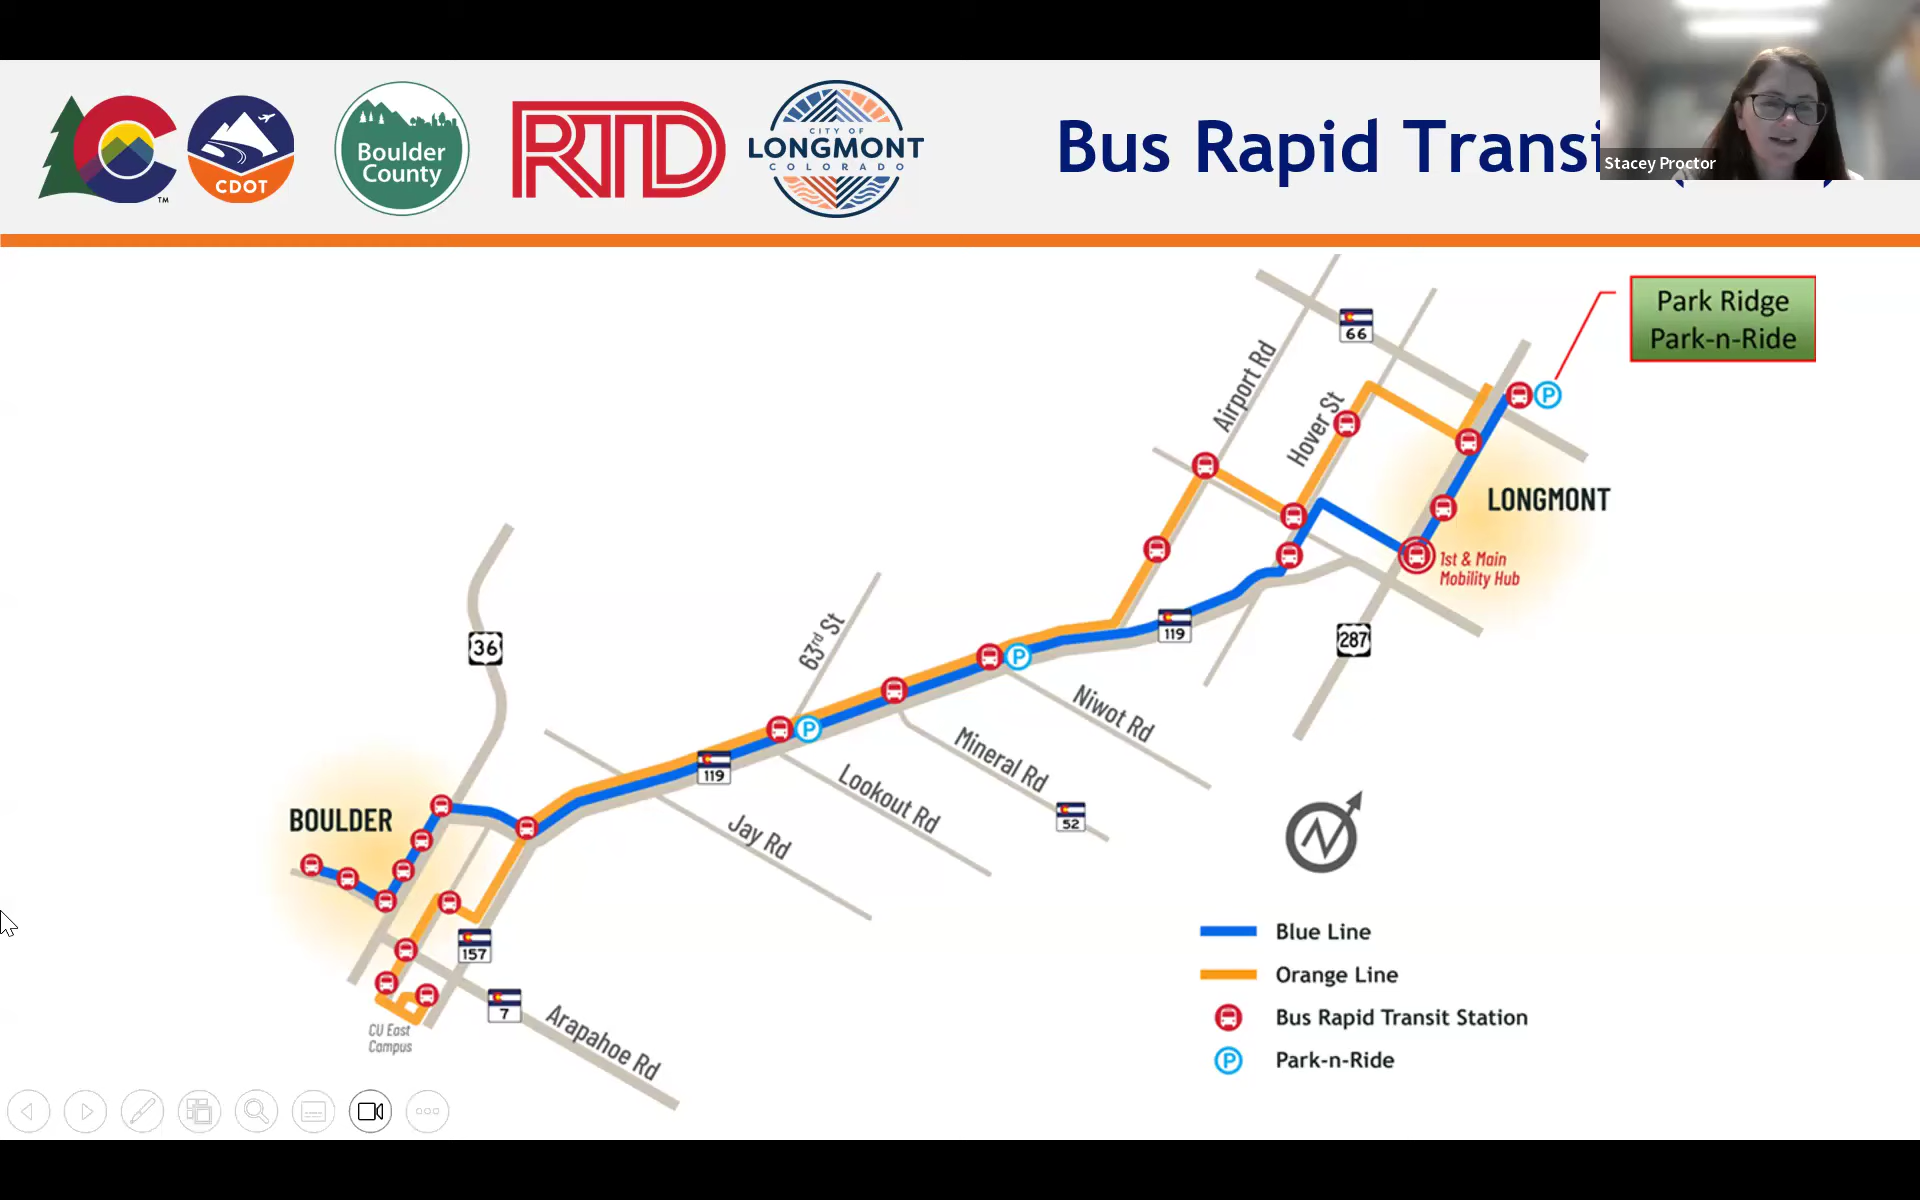 CDOT
TM
Boulder
County
RTD
CITY OF
LONGMONT
COLORADO
Bus Rapid Transi
Stacey Proctor
Park Ridge
Park-n-Ride
66
Airport Rd
Hover St
LONGMONT
1st & Main
Mobility Hub
119
287
36
63rd St
Niwot Rd
Mineral Rd
52
119
Lookout Rd
Jay Rd
BOULDER
157
7
Arapahoe Rd
CU East
Campus
N
Blue Line
Orange Line
Bus Rapid Transit Station
P Park-n-Ride